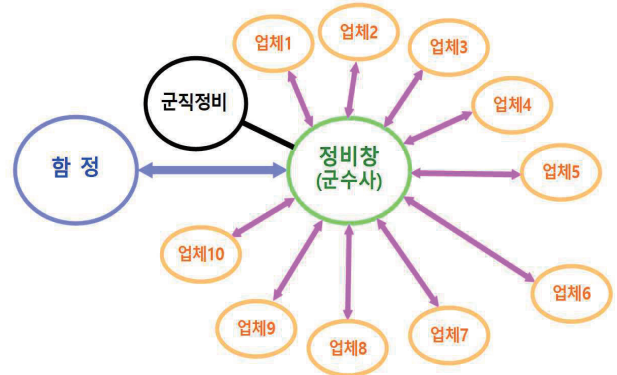 업체1
업체2
업체3
업체4
군직정비
함 정
정비창
(군수사)
업체5
업체10
업체6
업체9
업체8
업체7